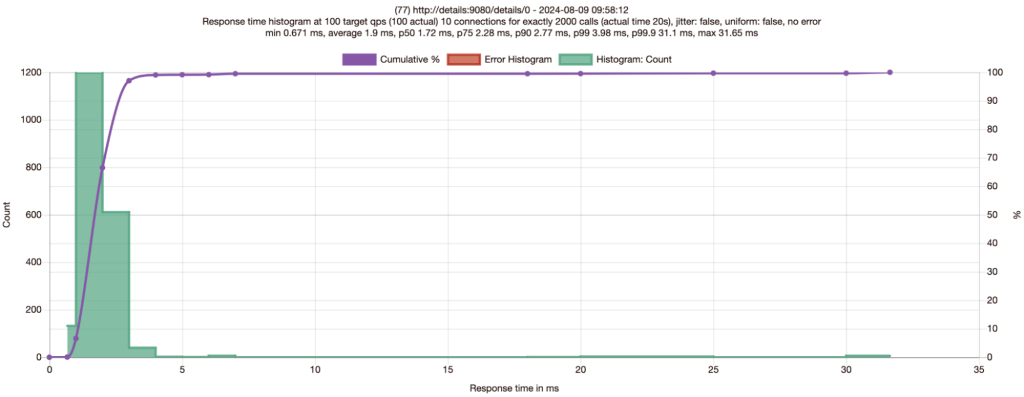 (77) http://details:9080/details/0 - 2024-08-09 09:58:12
Response time histogram at 100 target qps (100 actual) 10 connections for exactly 2000 calls (actual time 20s), jitter: false, uniform: false, no error
min 0.671 ms, average 1.9 ms, p50 1.72 ms, p75 2.28 ms, p90 2.77 ms, p99 3.98 ms, p99.9 31.1 ms, max 31.65 ms
Cumulative % Error Histogram Histogram: Count
1200 100
90
1000
80
800 70
60
600 50
40
400
30
200 20
10
0 0
Count
%
0 5 10 15 20 25 30 35
Response time in ms